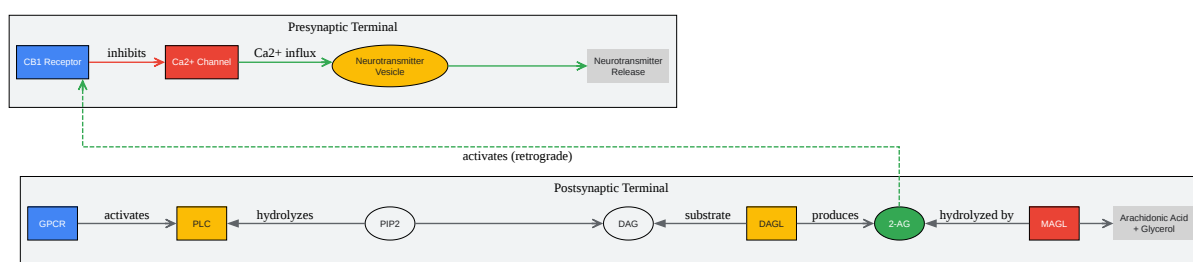 Presynaptic Terminal
CB1 Receptor
inhibits
Ca2+ Channel
Ca2+ influx
Neurotransmitter
Vesicle
Neurotransmitter
Release
activates (retrograde)
Postsynaptic Terminal
GPCR
activates
PLC
hydrolyzes
PIP2
DAG
substrate
DAGL
produces
2-AG
hydrolyzed by
MAGL
Arachidonic Acid
+ Glycerol